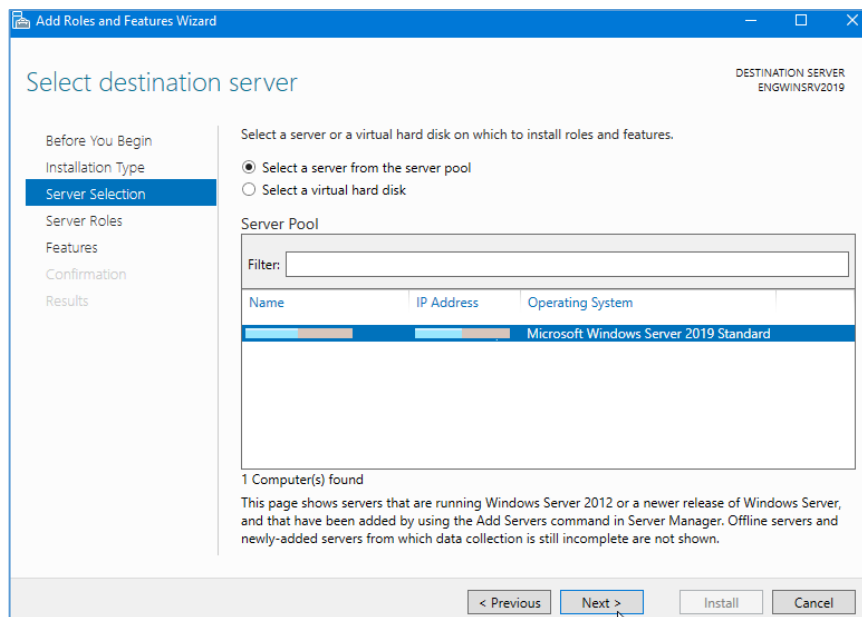 Add Roles and Features Wizard
Select destination server
DESTINATION SERVER
ENGWINSRV2019
Before You Begin
Installation Type
Server Selection
Server Roles
Features
Confirmation
Results
Select a server or a virtual hard disk on which to install roles and features.
Select a server from the server pool
Select a virtual hard disk
Server Pool
Filter:
Name IP Address Operating System
Microsoft Windows Server 2019 Standard
1 Computer(s) found
This page shows servers that are running Windows Server 2012 or a newer release of Windows Server,
and that have been added by using the Add Servers command in Server Manager. Offline servers and
newly-added servers from which data collection is still incomplete are not shown.
< Previous Next > Install Cancel